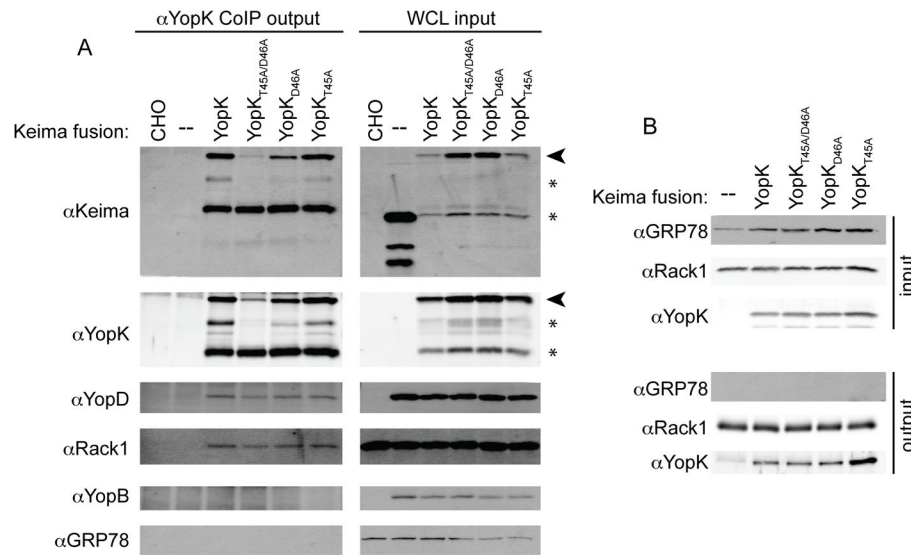 αYopK CoIP output
WCL input
A
Keima fusion:
CHO
--
YopK
YopKT45A/D46A
YopKD46A
YopKT45A
CHO
--
YopK
YopKT45A/D46A
YopKD46A
YopKT45A
αKeima
*
*
αYopK
*
*
αYopD
αRack1
αYopB
αGRP78
B
Keima fusion:
--
YopK
YopKT45A/D46A
YopKD46A
YopKT45A
αGRP78
αRack1
αYopK
input
αGRP78
αRack1
αYopK
output